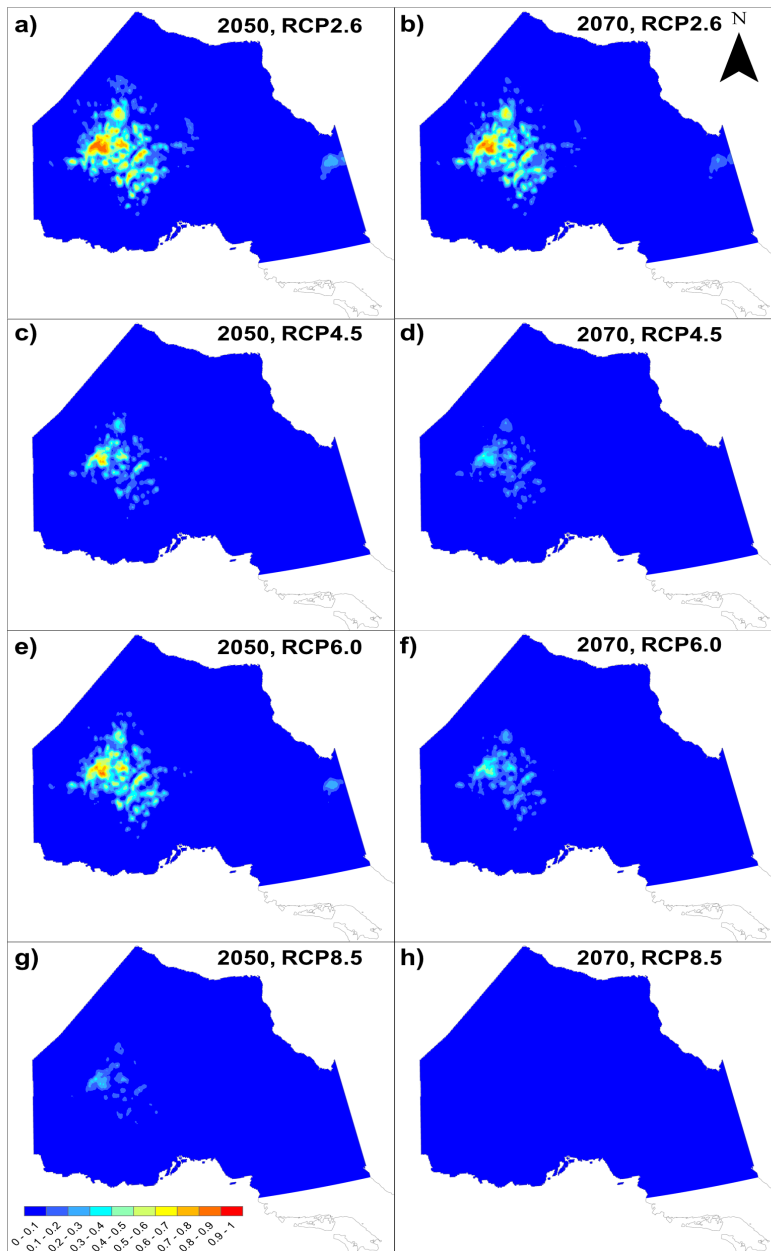 a) 2050, RCP2.6
b) 2070, RCP2.6
N
c) 2050, RCP4.5
d) 2070, RCP4.5
e) 2050, RCP6.0
f) 2070, RCP6.0
g) 2050, RCP8.5
h) 2070, RCP8.5
0 - 0.1
0.1 - 0.2
0.2 - 0.3
0.3 - 0.4
0.4 - 0.5
0.5 - 0.6
0.6 - 0.7
0.7 - 0.8
0.8 - 0.9
0.9 - 1